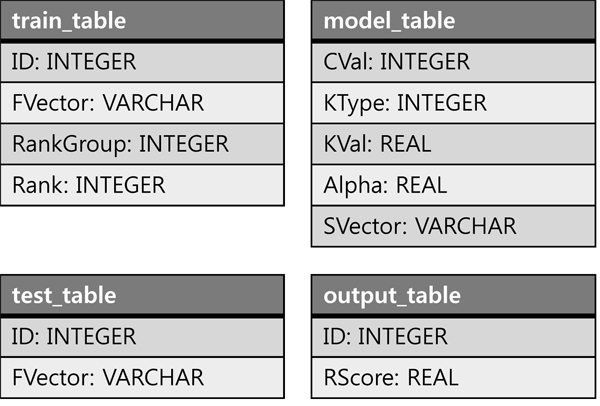 train_table
ID: INTEGER
FVector: VARCHAR
RankGroup: INTEGER
Rank: INTEGER
model_table
CVal: INTEGER
KType: INTEGER
KVal: REAL
Alpha: REAL
SVector: VARCHAR
test_table
ID: INTEGER
FVector: VARCHAR
output_table
ID: INTEGER
RScore: REAL